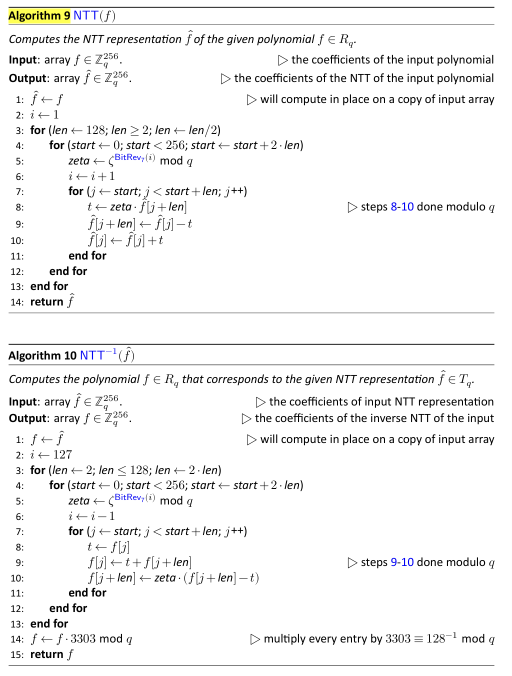 Algorithm 9 NTT(f)
Computes the NTT representation f̂ of the given polynomial f ∈ R_q.
Input: array f ∈ ℤ_q^256. ▷ the coefficients of the input polynomial
Output: array f̂ ∈ ℤ_q^256. ▷ the coefficients of the NTT of the input polynomial
1: f̂ ← f ▷ will compute in place on a copy of input array
2: i ← 1
3: for (len ← 128; len ≥ 2; len ← len/2)
4: for (start ← 0; start < 256; start ← start + 2 · len)
5: zeta ← ζ^BitRev₇(i) mod q
6: i ← i + 1
7: for (j ← start; j < start + len; j++)
8: t ← zeta · f̂[j + len] ▷ steps 8-10 done modulo q
9: f̂[j + len] ← f̂[j] − t
10: f̂[j] ← f̂[j] + t
11: end for
12: end for
13: end for
14: return f̂
Algorithm 10 NTT⁻¹(f̂)
Computes the polynomial f ∈ R_q that corresponds to the given NTT representation f̂ ∈ T_q.
Input: array f̂ ∈ ℤ_q^256. ▷ the coefficients of input NTT representation
Output: array f ∈ ℤ_q^256. ▷ the coefficients of the inverse NTT of the input
1: f ← f̂ ▷ will compute in place on a copy of input array
2: i ← 127
3: for (len ← 2; len ≤ 128; len ← 2 · len)
4: for (start ← 0; start < 256; start ← start + 2 · len)
5: zeta ← ζ^BitRev₇(i) mod q
6: i ← i − 1
7: for (j ← start; j < start + len; j++)
8: t ← f[j]
9: f[j] ← t + f[j + len] ▷ steps 9-10 done modulo q
10: f[j + len] ← zeta · (f[j + len] − t)
11: end for
12: end for
13: end for
14: f ← f · 3303 mod q ▷ multiply every entry by 3303 ≡ 128⁻¹ mod q
15: return f